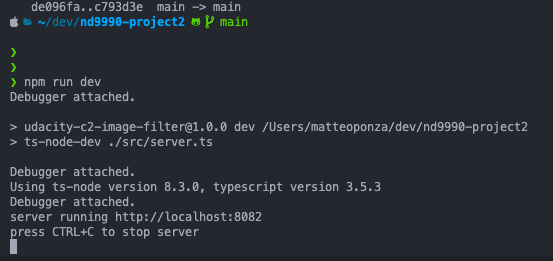 de096fa..c793d3e  main -> main
~/dev/nd9990-project2 main
❯
❯
❯ npm run dev
Debugger attached.
> udacity-c2-image-filter@1.0.0 dev /Users/matteoponza/dev/nd9990-project2
> ts-node-dev ./src/server.ts
Debugger attached.
Using ts-node version 8.3.0, typescript version 3.5.3
Debugger attached.
server running http://localhost:8082
press CTRL+C to stop server